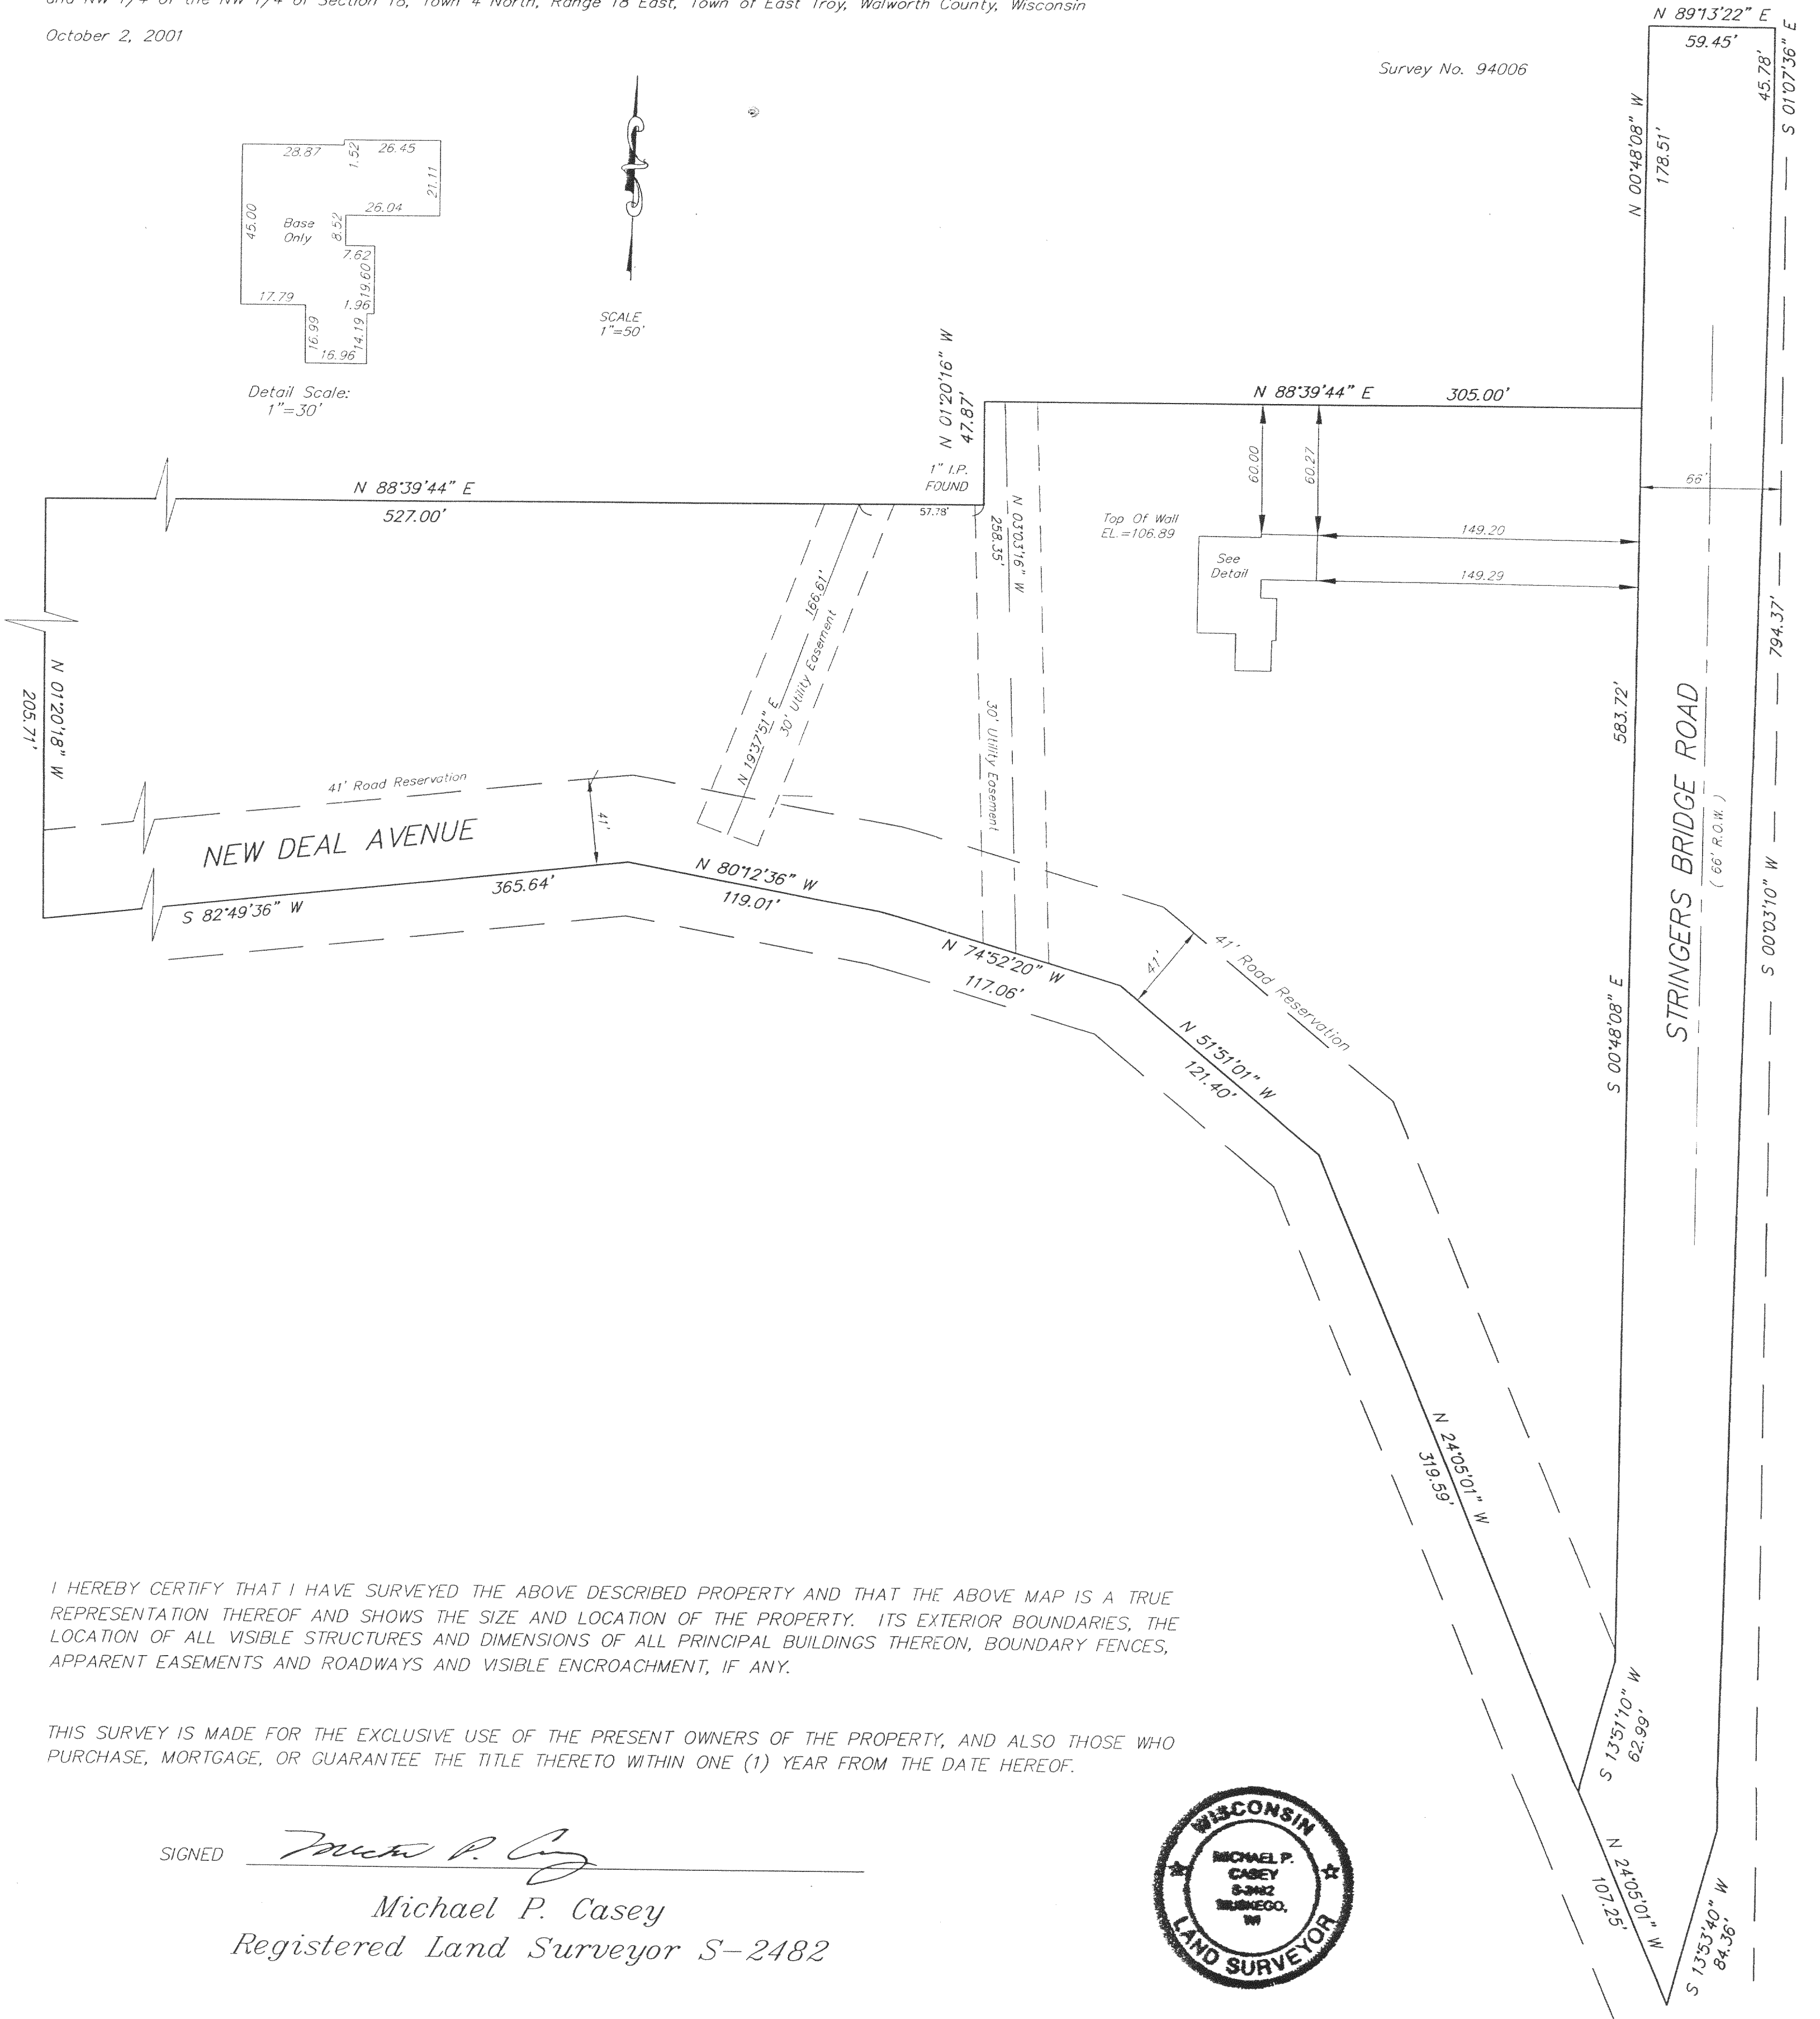 and NW 1/4 of the NW 1/4 of Section 18, Town 4 North, Range 18 East, Town of East Troy, Walworth County, Wisconsin
October 2, 2001
Survey No. 94006
N 89°13'22" E
59.45'
45.78'
S 01°07'36" E
N 00°48'08" W
178.51'
28.87
1.52
26.45
21.11
26.04
45.00
Base
Only
8.52
7.62
19.60
17.79
1.96
16.99
14.19
16.96
Detail Scale:
1"=30'
SCALE
1"=50'
N 01°20'16" W
47.87'
N 88°39'44" E
305.00'
1" I.P.
FOUND
60.00
60.27
66'
N 88°39'44" E
527.00'
57.78'
N 03°03'16" W
258.35'
Top Of Wall
EL.=106.89
See
Detail
149.20
149.29
166.61'
N 19°37'51" E
30' Utility Easement
30' Utility Easement
N 01°20'18" W
205.71'
583.72'
794.37'
41' Road Reservation
41'
NEW DEAL AVENUE
STRINGERS BRIDGE ROAD
( 66' R.O.W. )
S 00°03'10" W
S 82°49'36" W
365.64'
N 80°12'36" W
119.01'
N 74°52'20" W
117.06'
41'
41' Road Reservation
S 00°48'08" E
N 51°51'01" W
121.40'
N 24°05'01" W
319.59'
I HEREBY CERTIFY THAT I HAVE SURVEYED THE ABOVE DESCRIBED PROPERTY AND THAT THE ABOVE MAP IS A TRUE
REPRESENTATION THEREOF AND SHOWS THE SIZE AND LOCATION OF THE PROPERTY. ITS EXTERIOR BOUNDARIES, THE
LOCATION OF ALL VISIBLE STRUCTURES AND DIMENSIONS OF ALL PRINCIPAL BUILDINGS THEREON, BOUNDARY FENCES,
APPARENT EASEMENTS AND ROADWAYS AND VISIBLE ENCROACHMENT, IF ANY.
S 13°51'10" W
62.99'
THIS SURVEY IS MADE FOR THE EXCLUSIVE USE OF THE PRESENT OWNERS OF THE PROPERTY, AND ALSO THOSE WHO
PURCHASE, MORTGAGE, OR GUARANTEE THE TITLE THERETO WITHIN ONE (1) YEAR FROM THE DATE HEREOF.
SIGNED
Michael P. Casey
Registered Land Surveyor S-2482
WISCONSIN
MICHAEL P.
CASEY
S-2482
MUSKEGO,
WI
LAND SURVEYOR
N 24°05'01" W
107.25'
S 13°53'40" W
84.36'